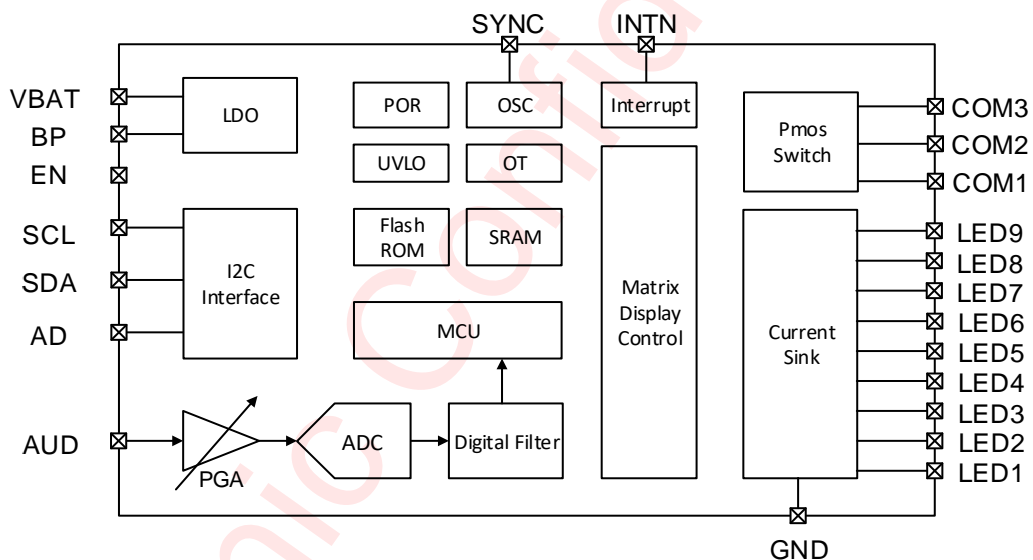 SYNC
INTN
VBAT
BP
EN
SCL
SDA
AD
AUD
LDO
I2C
Interface
POR
OSC
Interrupt
UVLO
OT
Flash
ROM
SRAM
MCU
PGA
ADC
Digital Filter
Matrix
Display
Control
Pmos
Switch
Current
Sink
COM3
COM2
COM1
LED9
LED8
LED7
LED6
LED5
LED4
LED3
LED2
LED1
GND
nic Confid